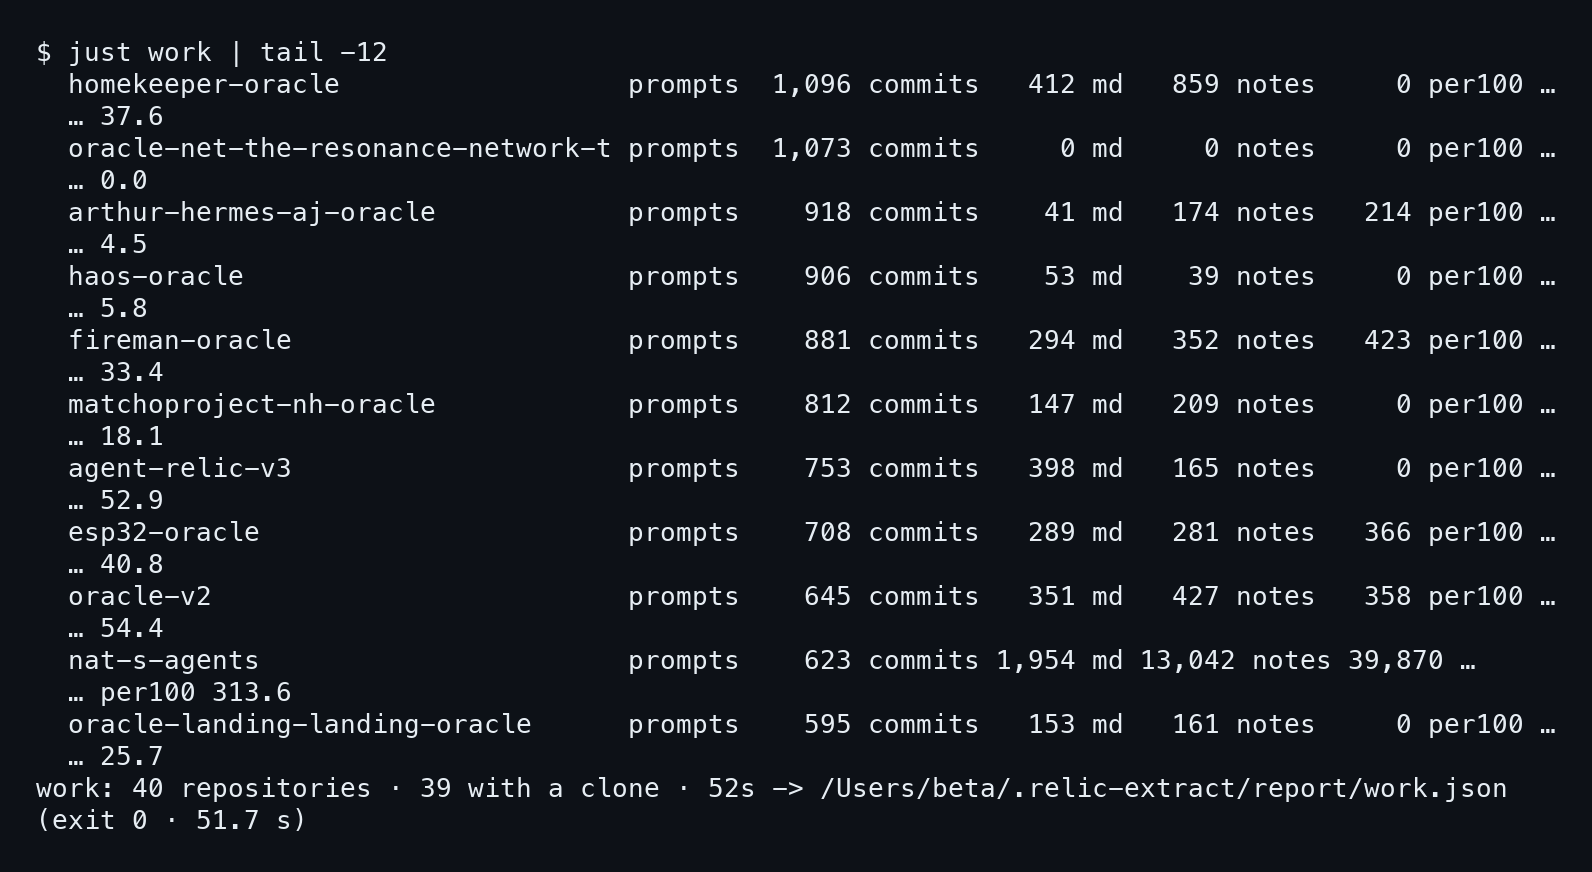 $ just work | tail -12
  homekeeper-oracle                  prompts  1,096 commits   412 md   859 notes     0 per100 …
  … 37.6
  oracle-net-the-resonance-network-t prompts  1,073 commits     0 md     0 notes     0 per100 …
  … 0.0
  arthur-hermes-aj-oracle            prompts    918 commits    41 md   174 notes   214 per100 …
  … 4.5
  haos-oracle                        prompts    906 commits    53 md    39 notes     0 per100 …
  … 5.8
  fireman-oracle                     prompts    881 commits   294 md   352 notes   423 per100 …
  … 33.4
  matchoproject-nh-oracle            prompts    812 commits   147 md   209 notes     0 per100 …
  … 18.1
  agent-relic-v3                     prompts    753 commits   398 md   165 notes     0 per100 …
  … 52.9
  esp32-oracle                       prompts    708 commits   289 md   281 notes   366 per100 …
  … 40.8
  oracle-v2                          prompts    645 commits   351 md   427 notes   358 per100 …
  … 54.4
  nat-s-agents                       prompts    623 commits 1,954 md 13,042 notes 39,870 …
  … per100 313.6
  oracle-landing-landing-oracle      prompts    595 commits   153 md   161 notes     0 per100 …
  … 25.7
work: 40 repositories · 39 with a clone · 52s -> /Users/beta/.relic-extract/report/work.json
(exit 0 · 51.7 s)